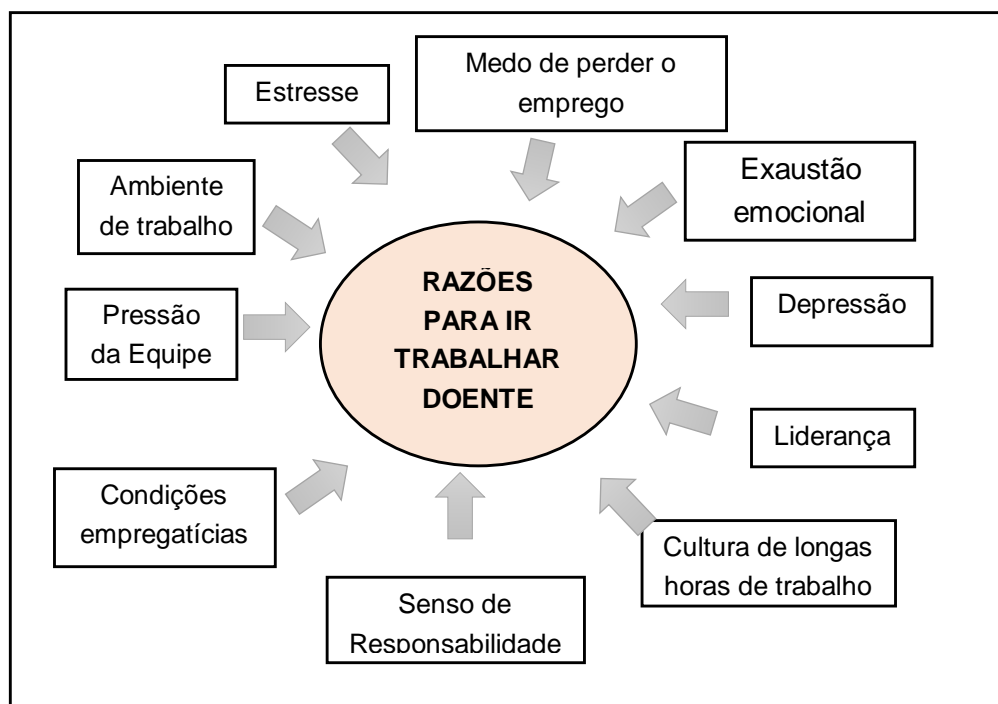 Estresse
Medo de perder o
emprego
Exaustão
emocional
Ambiente
de trabalho
RAZÕES
PARA IR
TRABALHAR
DOENTE
Pressão
da Equipe
Depressão
Liderança
Condições
empregatícias
Cultura de longas
horas de trabalho
Senso de
Responsabilidade